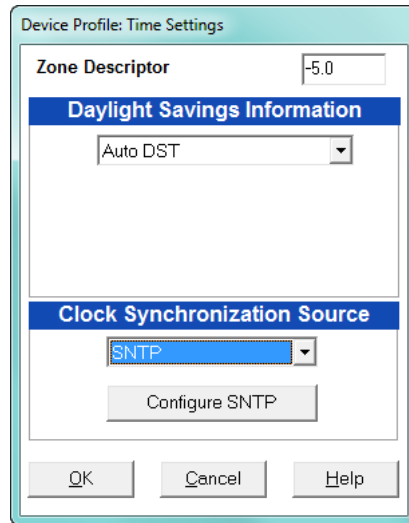 Device Profile: Time Settings
Zone Descriptor -5.0
Daylight Savings Information
Auto DST
Clock Synchronization Source
SNTP
Configure SNTP
OK Cancel Help